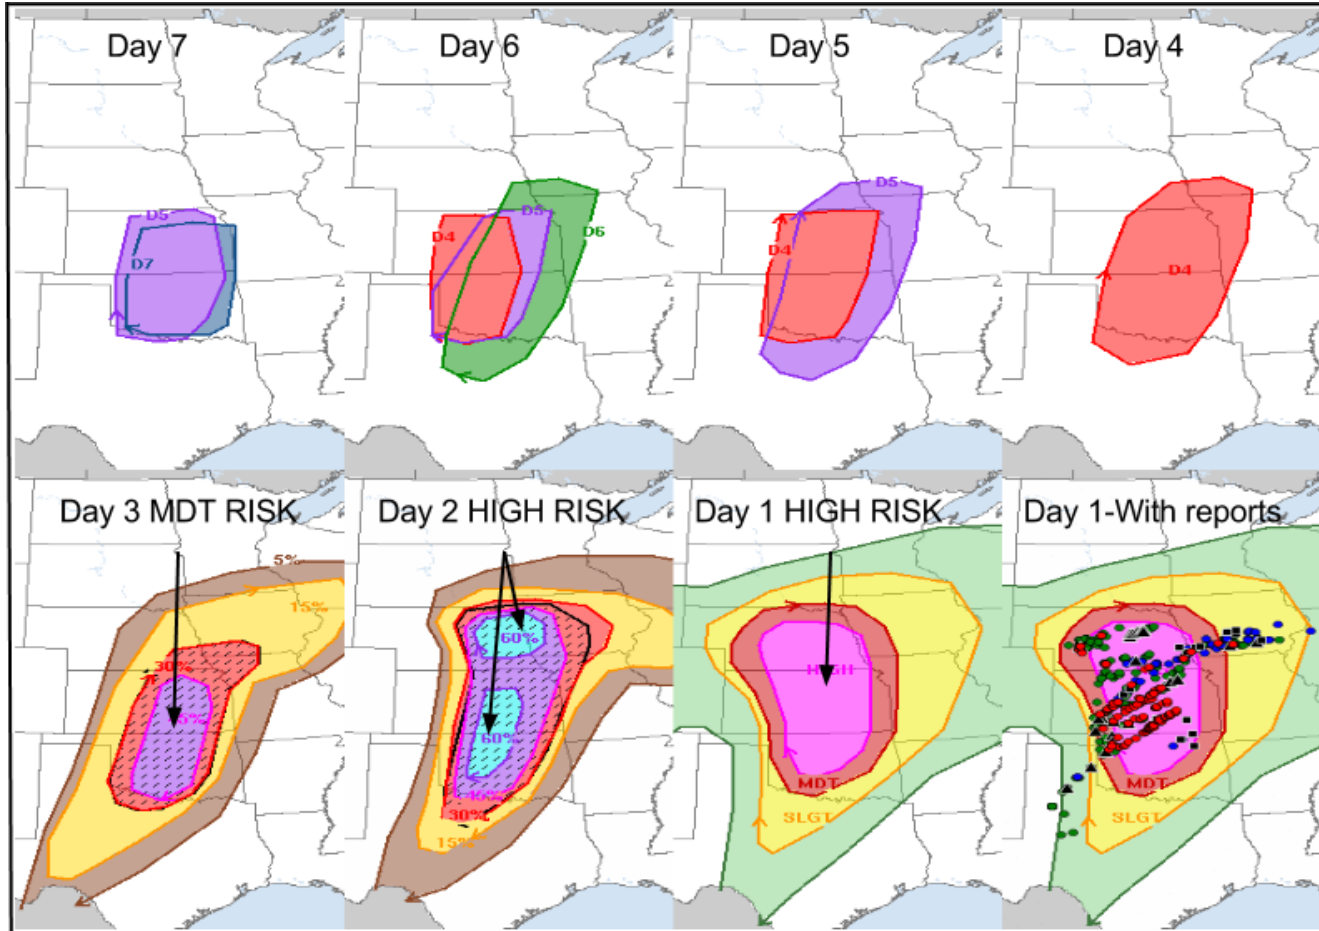 Day 7
D5
D7
Day 6
D4
D5
D6
Day 5
D5
D4
Day 4
D4
Day 3 MDT RISK
5%
15%
30%
Day 2 HIGH RISK
60%
60%
30%
15%
Day 1 HIGH RISK
HIGH
MDT
SLGT
Day 1-With reports
MDT
SLGT